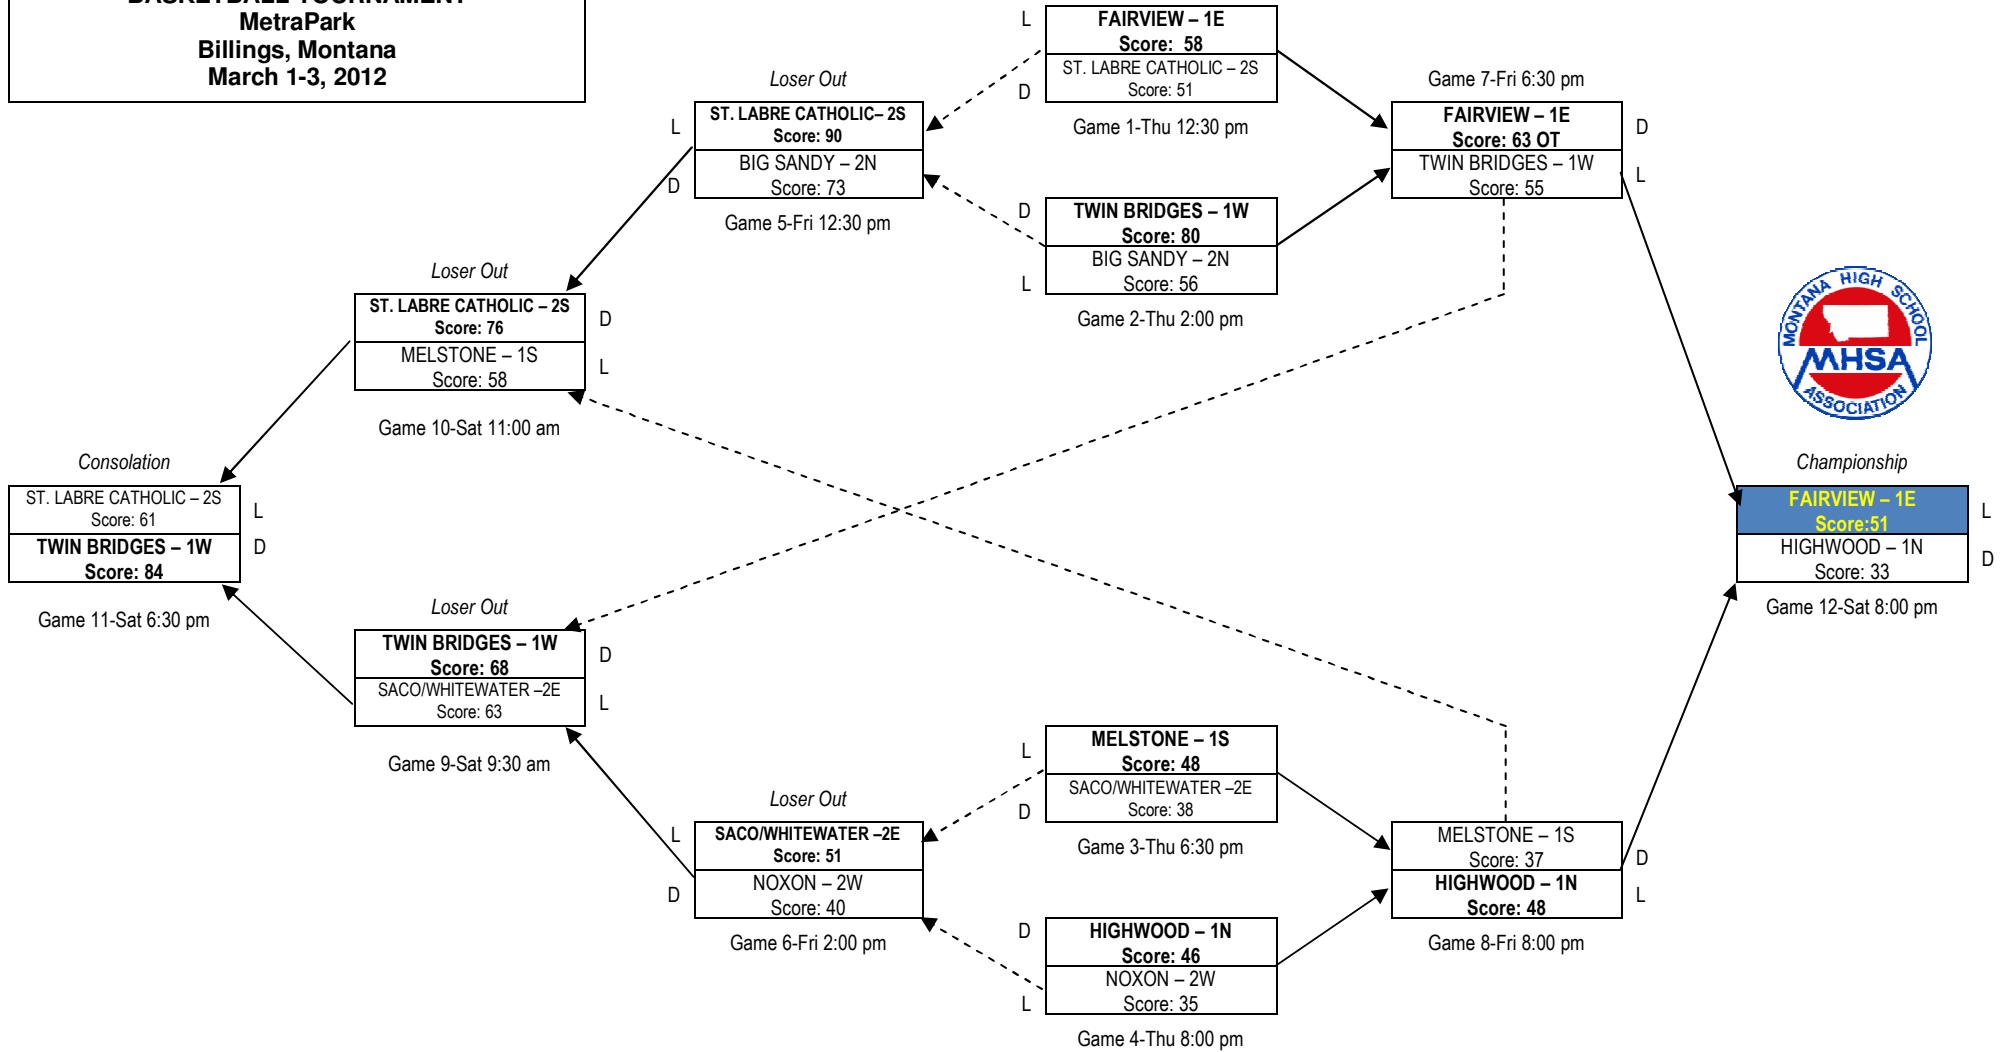 BASKETBALL TOURNAMENT
MetraPark
Billings, Montana
March 1-3, 2012
L
FAIRVIEW – 1E
Score: 58
ST. LABRE CATHOLIC – 2S
Score: 51
D
Game 1-Thu 12:30 pm
D
TWIN BRIDGES – 1W
Score: 80
BIG SANDY – 2N
Score: 56
L
Game 2-Thu 2:00 pm
Loser Out
L
ST. LABRE CATHOLIC– 2S
Score: 90
D
BIG SANDY – 2N
Score: 73
Game 5-Fri 12:30 pm
Game 7-Fri 6:30 pm
FAIRVIEW – 1E
Score: 63 OT
D
TWIN BRIDGES – 1W
Score: 55
L
Loser Out
ST. LABRE CATHOLIC – 2S
Score: 76
D
MELSTONE – 1S
Score: 58
L
Game 10-Sat 11:00 am
MONTANA HIGH SCHOOL
MHSA
ASSOCIATION
Consolation
ST. LABRE CATHOLIC – 2S
Score: 61
L
TWIN BRIDGES – 1W
Score: 84
D
Game 11-Sat 6:30 pm
Championship
FAIRVIEW – 1E
Score:51
L
HIGHWOOD – 1N
Score: 33
D
Game 12-Sat 8:00 pm
Loser Out
TWIN BRIDGES – 1W
Score: 68
D
SACO/WHITEWATER –2E
Score: 63
L
Game 9-Sat 9:30 am
Loser Out
L
SACO/WHITEWATER –2E
Score: 51
D
NOXON – 2W
Score: 40
Game 6-Fri 2:00 pm
L
MELSTONE – 1S
Score: 48
D
SACO/WHITEWATER –2E
Score: 38
Game 3-Thu 6:30 pm
D
HIGHWOOD – 1N
Score: 46
NOXON – 2W
Score: 35
L
Game 4-Thu 8:00 pm
MELSTONE – 1S
Score: 37
D
HIGHWOOD – 1N
Score: 48
L
Game 8-Fri 8:00 pm